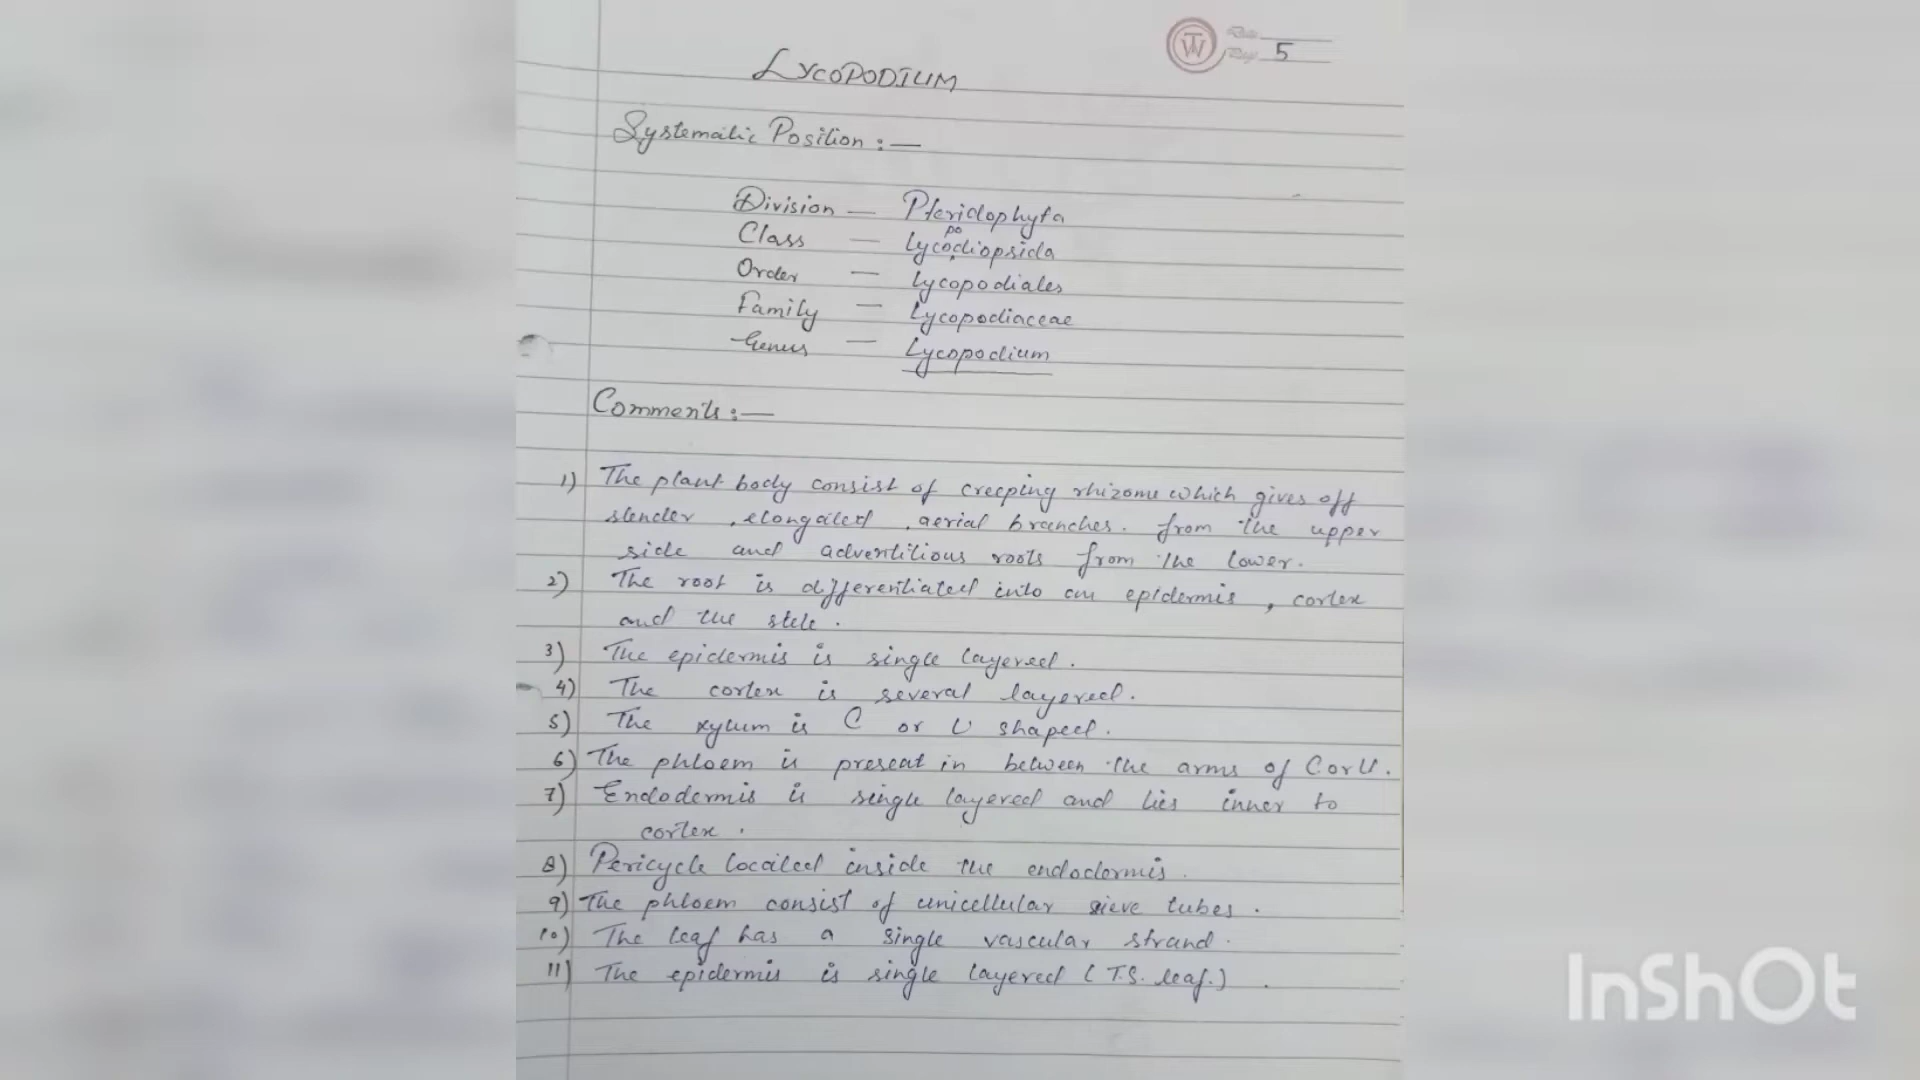 Date
Page 5
LYCOPODIUM
Systematic Position :—
Division — Pteridophyta
Class — Lycopodiopsida
Order — Lycopodiales
Family — Lycopodiaceae
Genus — Lycopodium
Comments :—
1) The plant body consist of creeping rhizome which gives off
slender, elongated, aerial branches. from the upper
side and adventitious roots from the lower.
2) The root is differentiated into an epidermis, cortex
and the stele.
3) The epidermis is single layered.
4) The cortex is several layered.
5) The xylum is C or U shaped.
6) The phloem is present in between the arms of C or U.
7) Endodermis is single layered and lies inner to
cortex.
8) Pericycle located inside the endodermis.
9) The phloem consist of unicellular sieve tubes.
10) The leaf has a single vascular strand.
11) The epidermis is single layered (T.S. leaf.)
InShOt